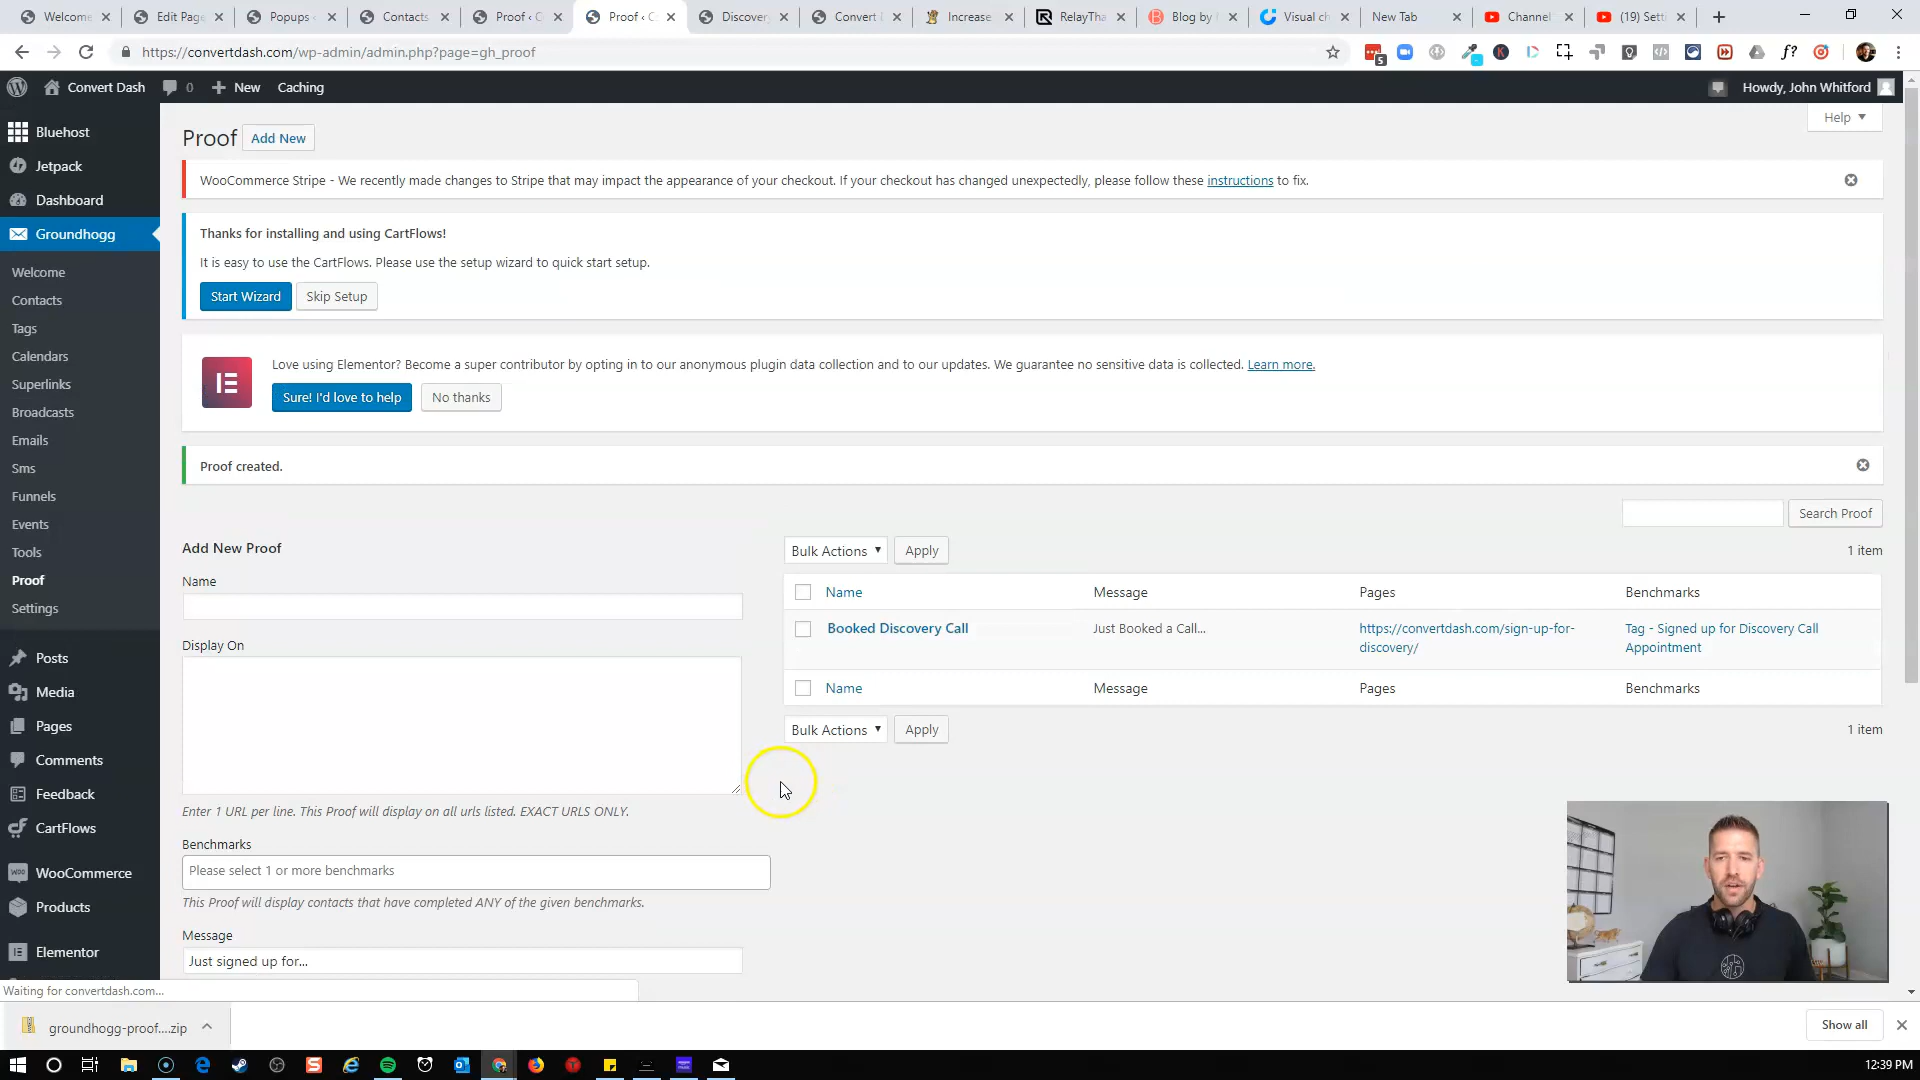 Welcome
Edit Page
Popups ‹
Contacts
Proof ‹ C
Proof ‹ C
Discovery
Convert
Increase
RelayTha
Blog by
Visual ch
New Tab
Channel
(19) Sett
https://convertdash.com/wp-admin/admin.php?page=gh_proof
5
f?
Convert Dash
0
New
Caching
Howdy, John Whitford
Help
Bluehost
Jetpack
Dashboard
Groundhogg
Welcome
Contacts
Tags
Calendars
Superlinks
Broadcasts
Emails
Sms
Funnels
Events
Tools
Proof
Settings
Posts
Media
Pages
Comments
Feedback
CartFlows
WooCommerce
Products
Elementor
Proof
Add New
WooCommerce Stripe - We recently made changes to Stripe that may impact the appearance of your checkout. If your checkout has changed unexpectedly, please follow these instructions to fix.
Thanks for installing and using CartFlows!
It is easy to use the CartFlows. Please use the setup wizard to quick start setup.
Start Wizard
Skip Setup
Love using Elementor? Become a super contributor by opting in to our anonymous plugin data collection and to our updates. We guarantee no sensitive data is collected. Learn more.
Sure! I'd love to help
No thanks
Proof created.
Search Proof
Add New Proof
Name
Display On
Enter 1 URL per line. This Proof will display on all urls listed. EXACT URLS ONLY.
Benchmarks
Please select 1 or more benchmarks
This Proof will display contacts that have completed ANY of the given benchmarks.
Message
Just signed up for...
Bulk Actions
Apply
1 item
Name
Message
Pages
Benchmarks
Booked Discovery Call
Just Booked a Call...
https://convertdash.com/sign-up-for-
discovery/
Tag - Signed up for Discovery Call
Appointment
Name
Message
Pages
Benchmarks
Bulk Actions
Apply
1 item
Waiting for convertdash.com...
groundhogg-proof....zip
Show all
12:39 PM